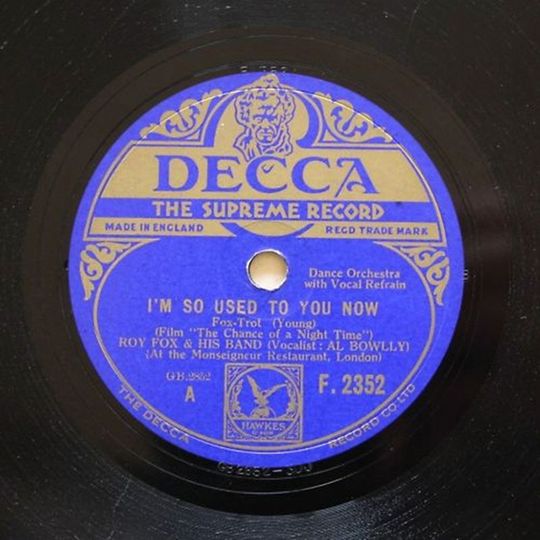 DECCA
THE SUPREME RECORD
MADE IN ENGLAND
REGD TRADE MARK
Dance Orchestra
with Vocal Refrain
I'M SO USED TO YOU NOW
Fox-Trot (Young)
(Film "The Chance of a Night Time")
ROY FOX & HIS BAND (Vocalist: AL BOWLLY)
(At the Monseigneur Restaurant, London)
GB.2852
A
F. 2352
HAWKES
THE DECCA
RECORD CO LTD